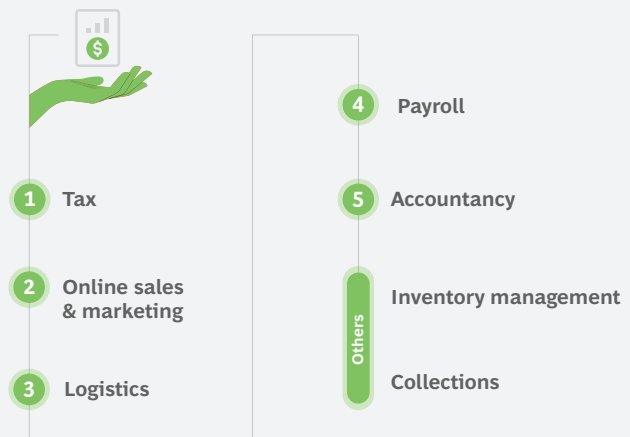 $
1 Tax
2 Online sales
& marketing
3 Logistics
4 Payroll
5 Accountancy
Others
Inventory management
Collections